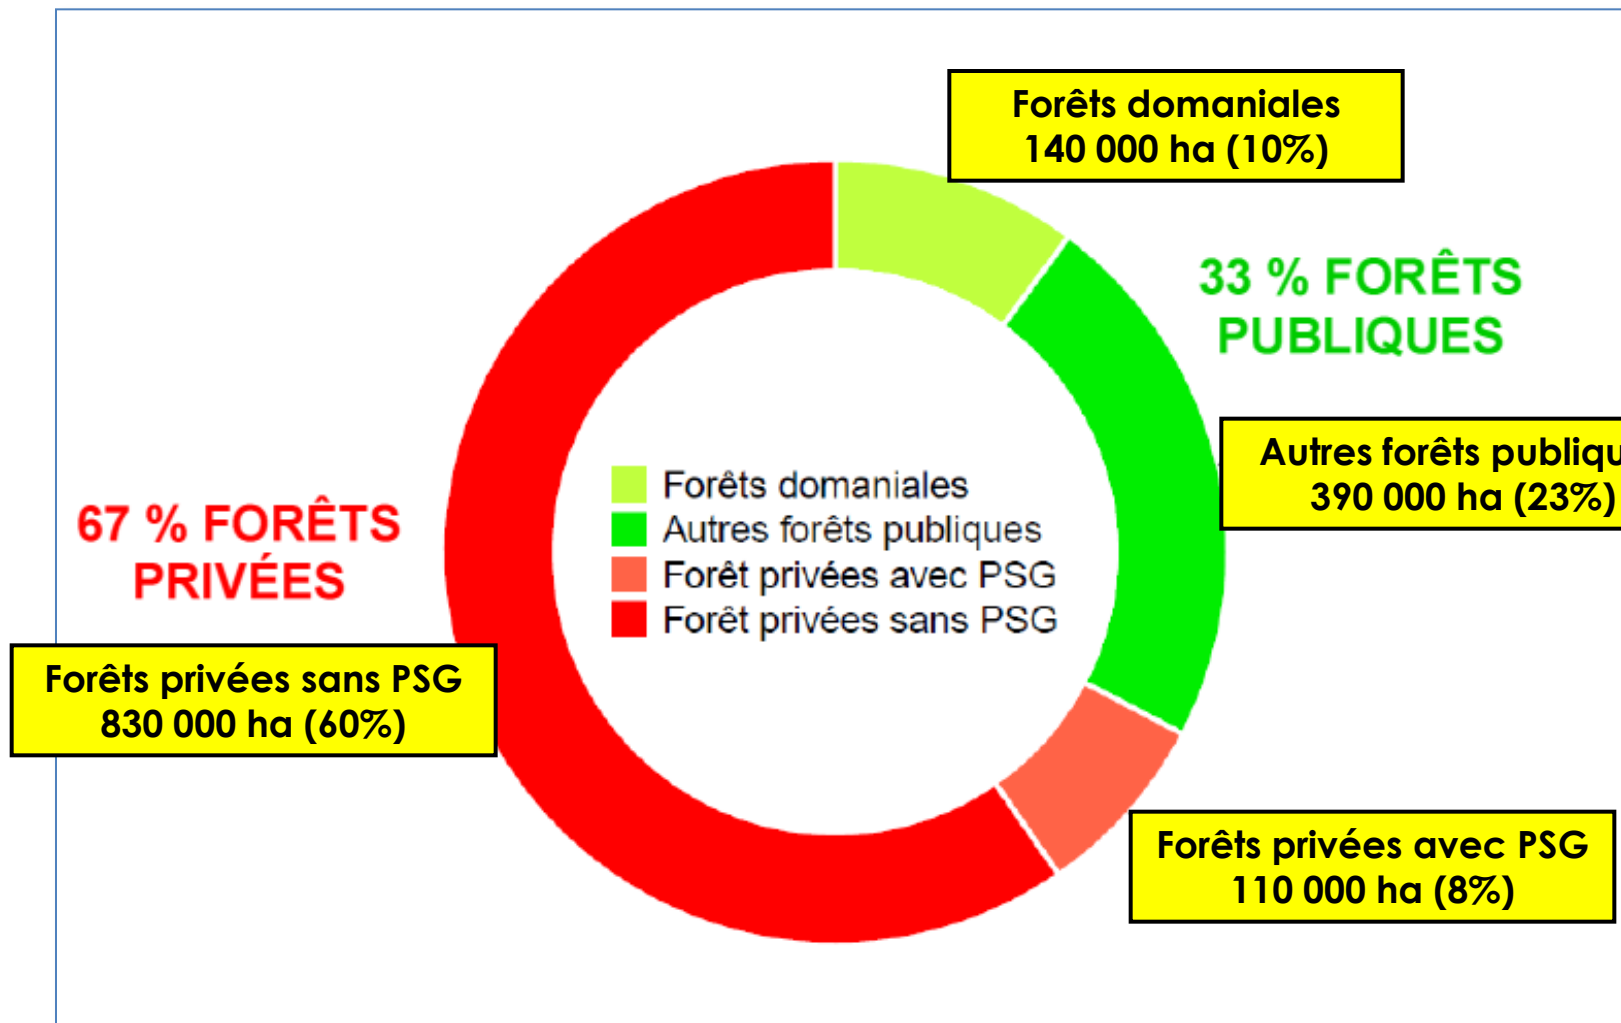 Forêts domaniales
140 000 ha (10%)
33 % FORÊTS
PUBLIQUES
Autres forêts
390 000 ha (23%)
Forêts domaniales
Autres forêts publiques
Forêt privées avec PSG
Forêt privées sans PSG
67 % FORÊTS
PRIVÉES
Forêts privées sans PSG
830 000 ha (60%)
Forêts privées avec PSG
110 000 ha (8%)